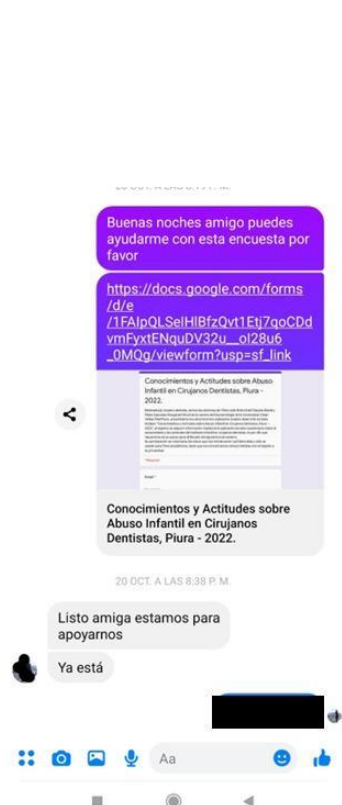 Buenas noches amigo puedes
ayudarme con esta encuesta por
favor
https://docs.google.com/forms
/d/e
/1FAIpQLSelHlBfzQvt1Etj7qoCDd
vmFyxtENquDV32u__ol28u6
_0MQg/viewform?usp=sf_link
Conocimientos y Actitudes sobre Abuso
Infantil en Cirujanos Dentistas, Piura -
2022.
Conocimientos y Actitudes sobre
Abuso Infantil en Cirujanos
Dentistas, Piura - 2022.
20 OCT. A LAS 8:38 P. M.
Listo amiga estamos para
apoyarnos
Ya está
Aa